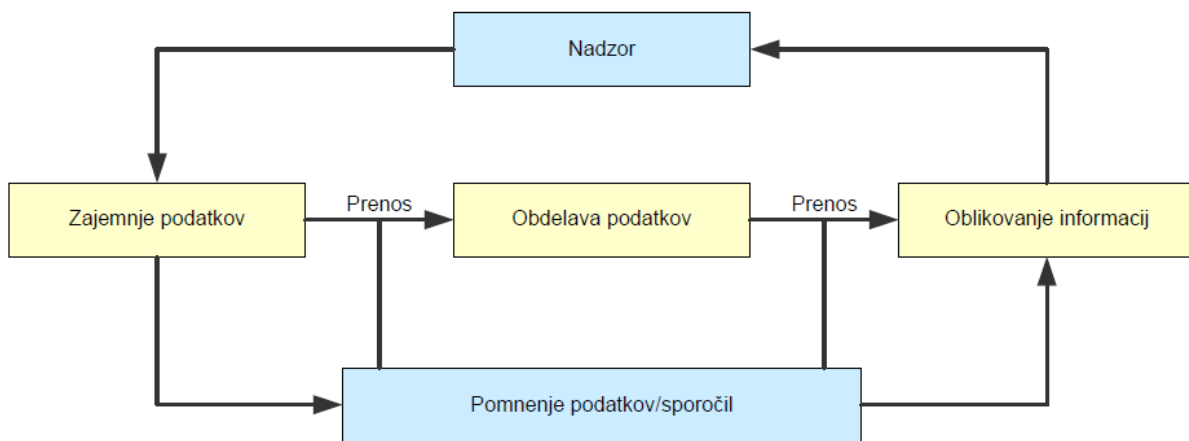 Nadzor
Zajemnje podatkov
Prenos
Obdelava podatkov
Prenos
Oblikovanje informacij
Pomnenje podatkov/sporočil